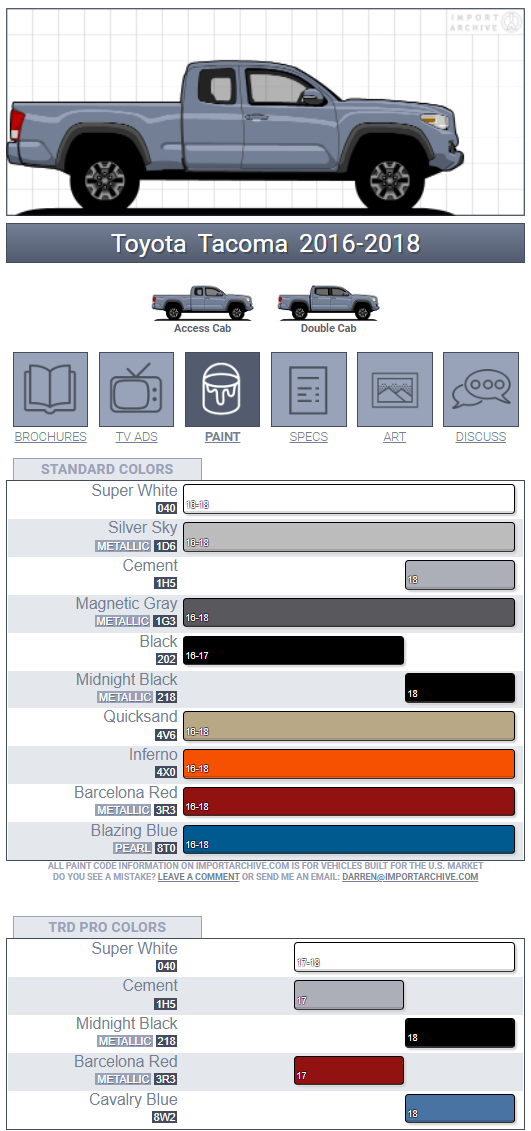 IMPORT
ARCHIVE
Toyota Tacoma 2016-2018
Access Cab
Double Cab
BROCHURES
TV ADS
PAINT
SPECS
ART
DISCUSS
STANDARD COLORS
Super White
040
16-18
Silver Sky
METALLIC 1D6
16-18
Cement
1H5
18
Magnetic Gray
METALLIC 1G3
16-18
Black
202
16-17
Midnight Black
METALLIC 218
18
Quicksand
4V6
16-18
Inferno
4X0
16-18
Barcelona Red
METALLIC 3R3
16-18
Blazing Blue
PEARL 8T0
16-18
ALL PAINT CODE INFORMATION ON IMPORTARCHIVE.COM IS FOR VEHICLES BUILT FOR THE U.S. MARKET
DO YOU SEE A MISTAKE? LEAVE A COMMENT OR SEND ME AN EMAIL: DARREN@IMPORTARCHIVE.COM
TRD PRO COLORS
Super White
040
17-18
Cement
1H5
17
Midnight Black
METALLIC 218
18
Barcelona Red
METALLIC 3R3
17
Cavalry Blue
8W2
18